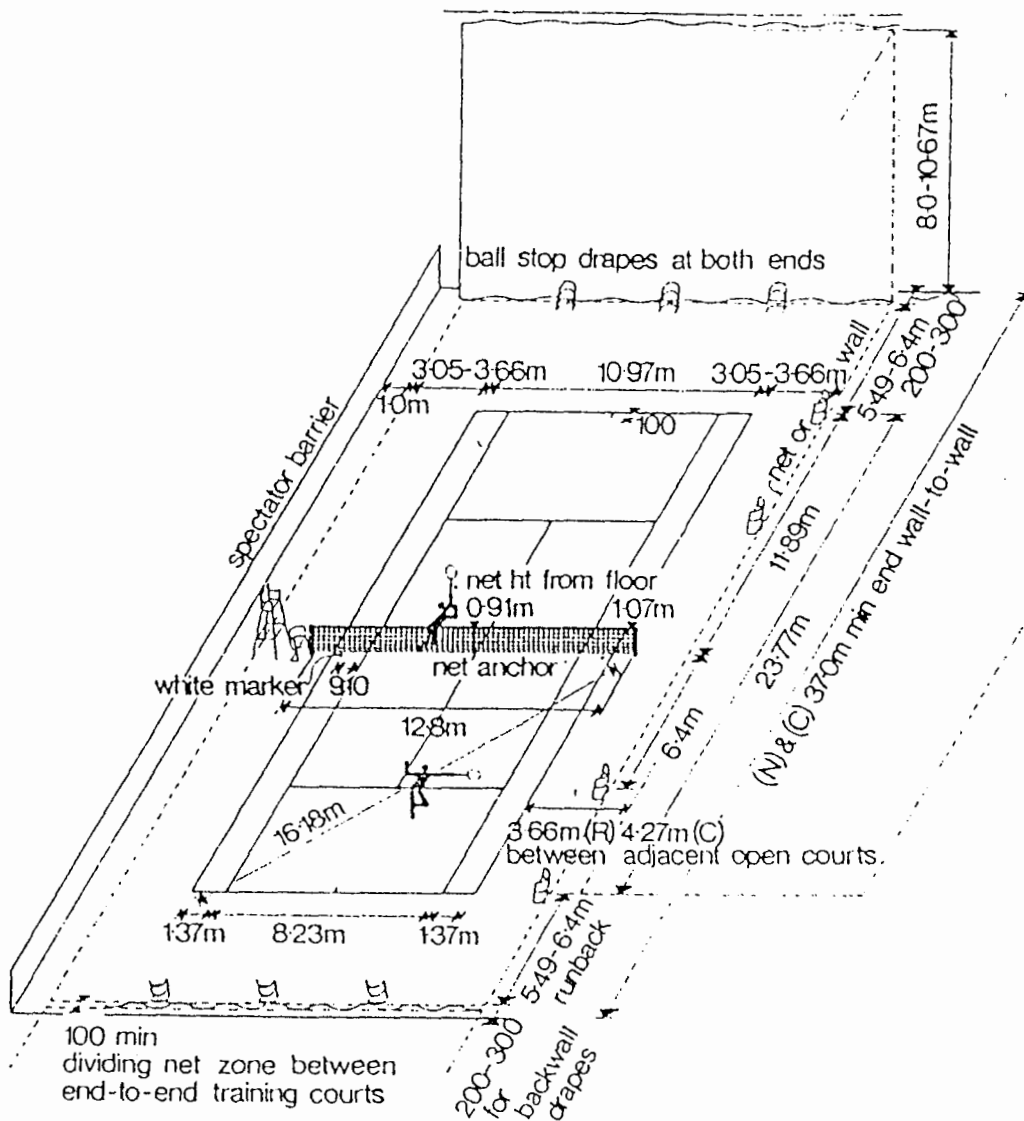 8·0-10·67m
ball stop drapes at both ends
5·49-6·4m
200-300
3·05-3·66m
10·97m
3·05-3·66m
1·0m
100
net or wall
spectator barrier
11·89m
23·77m
(N) & (C) 37·0m min end wall-to-wall
net ht from floor
0·91m
1·07m
net anchor
white marker
910
12·8m
6·4m
16·18m
3·66m (R) 4·27m (C)
between adjacent open courts.
1·37m
8·23m
1·37m
5·49-6·4m
runback
200-300
for
backwall
drapes
100 min
dividing net zone between
end-to-end training courts